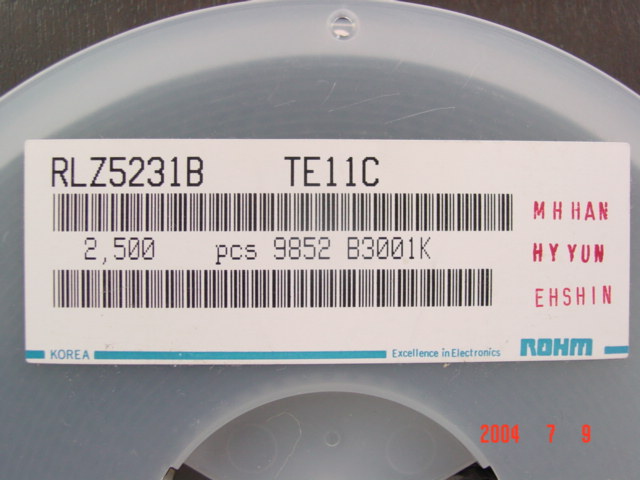 RLZ5231B TE11C
MH HAN
2,500 pcs 9852 B3001K
HY YUN
EHSHIN
KOREA Excellence in Electronics ROHM
2004 7 9